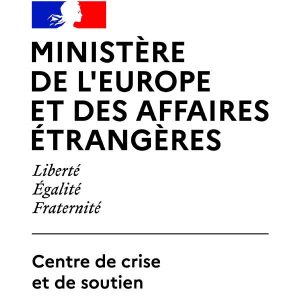 MINISTÈRE
DE L'EUROPE
ET DES AFFAIRES
ÉTRANGÈRES
Liberté
Égalité
Fraternité
Centre de crise
et de soutien